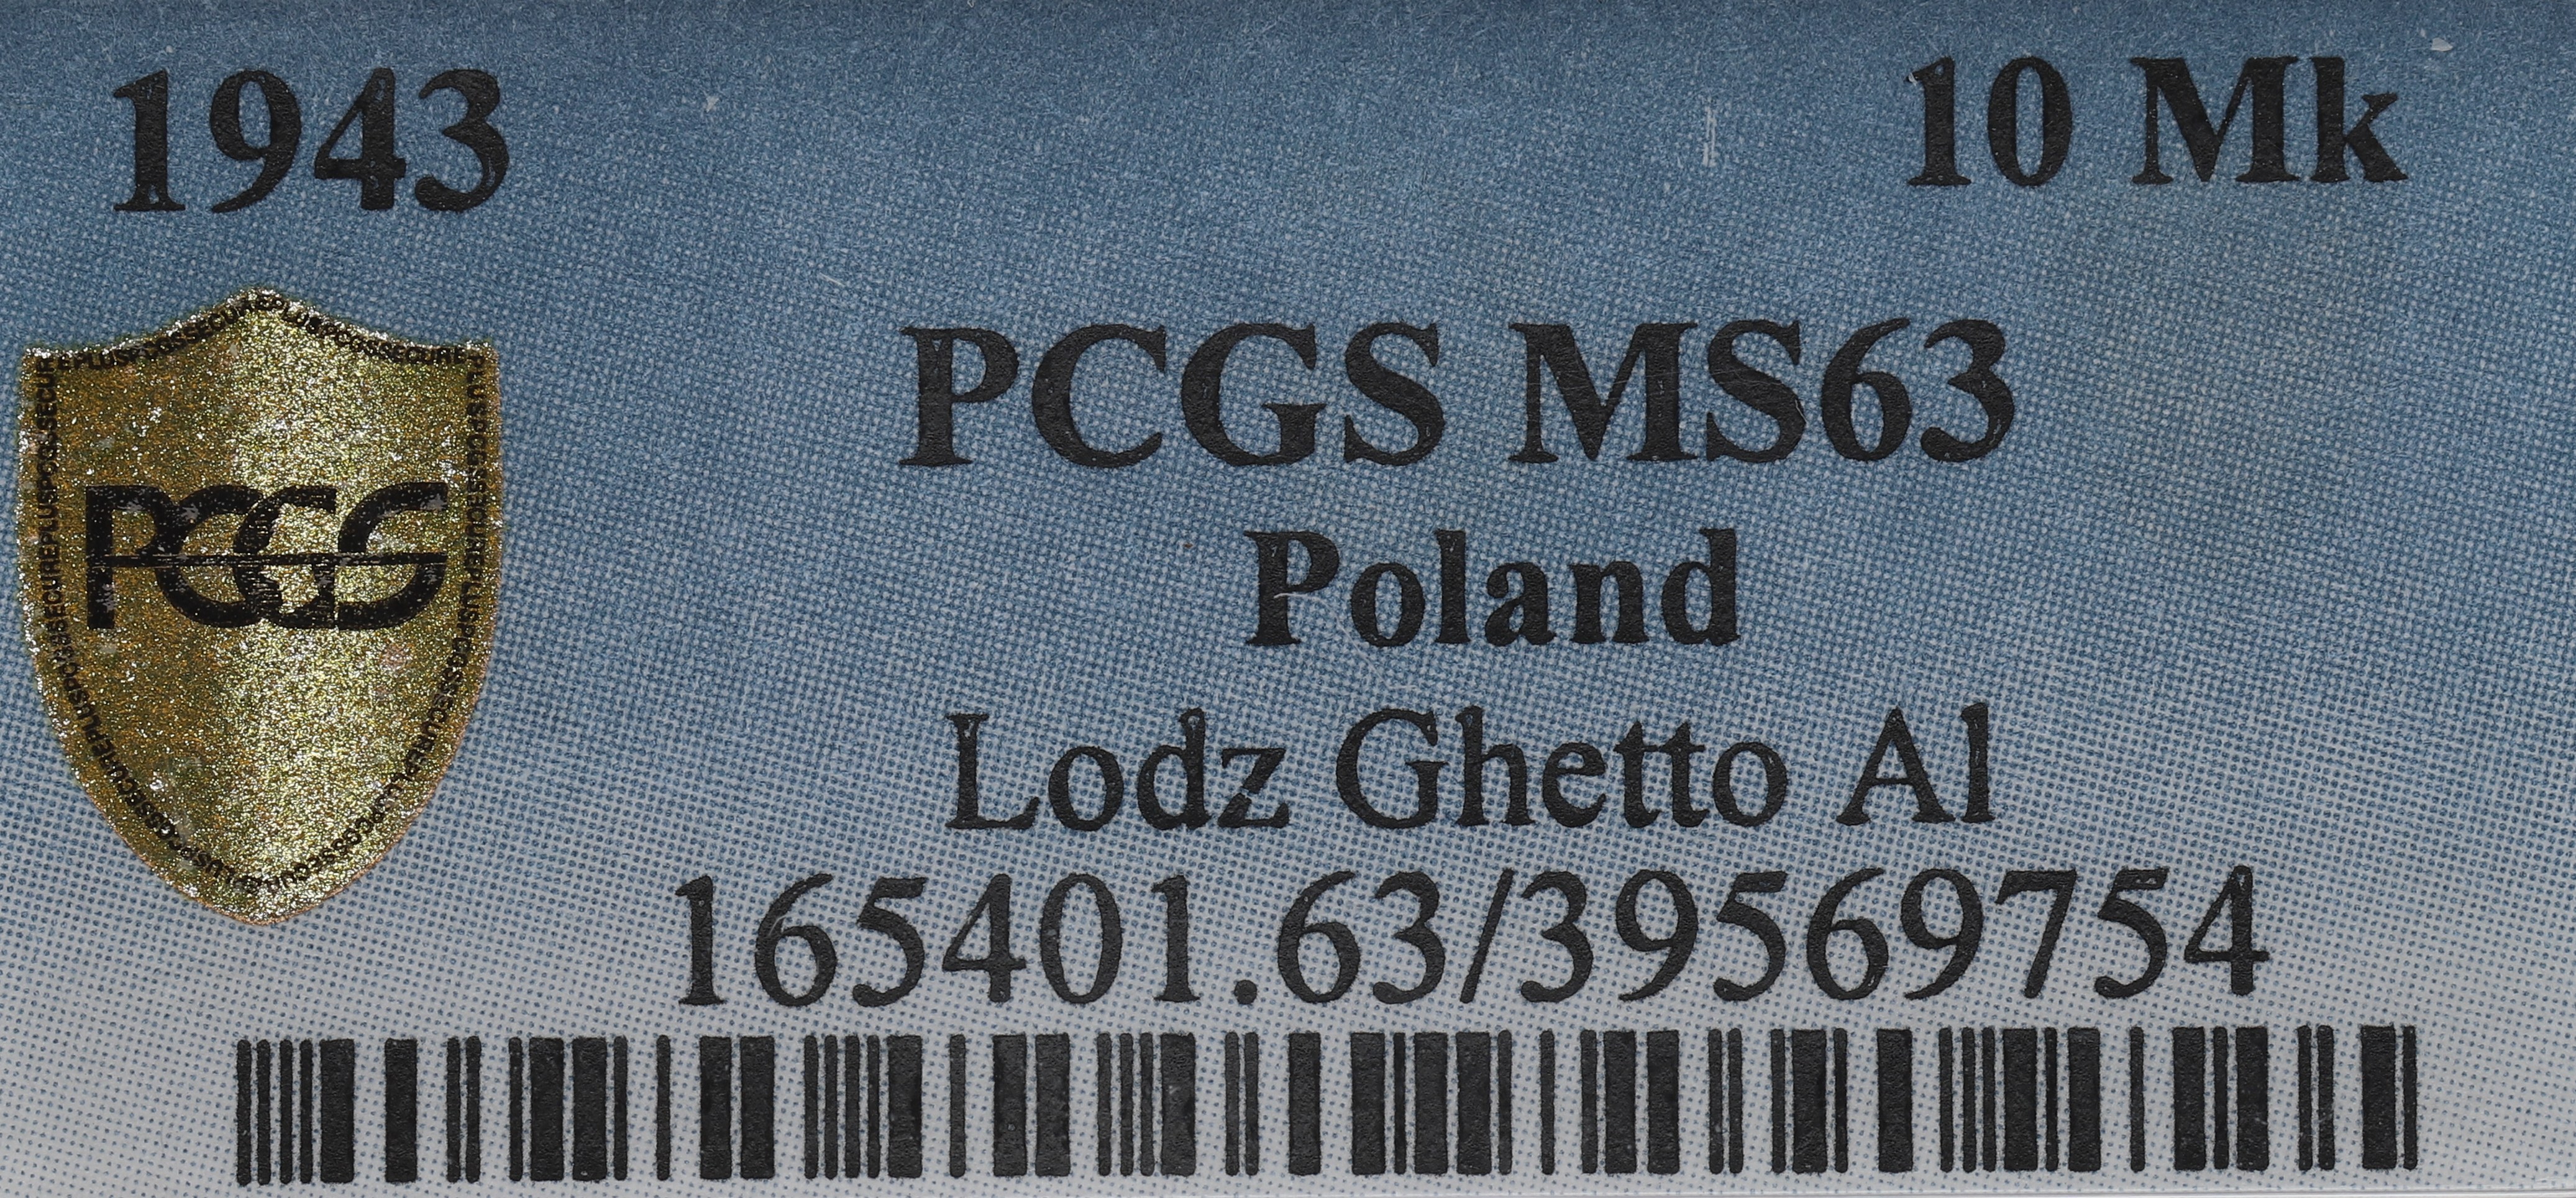 1943 10 Mk
PCGS MS63
PCGS
Poland
Lodz Ghetto Al
165401.63/39569754